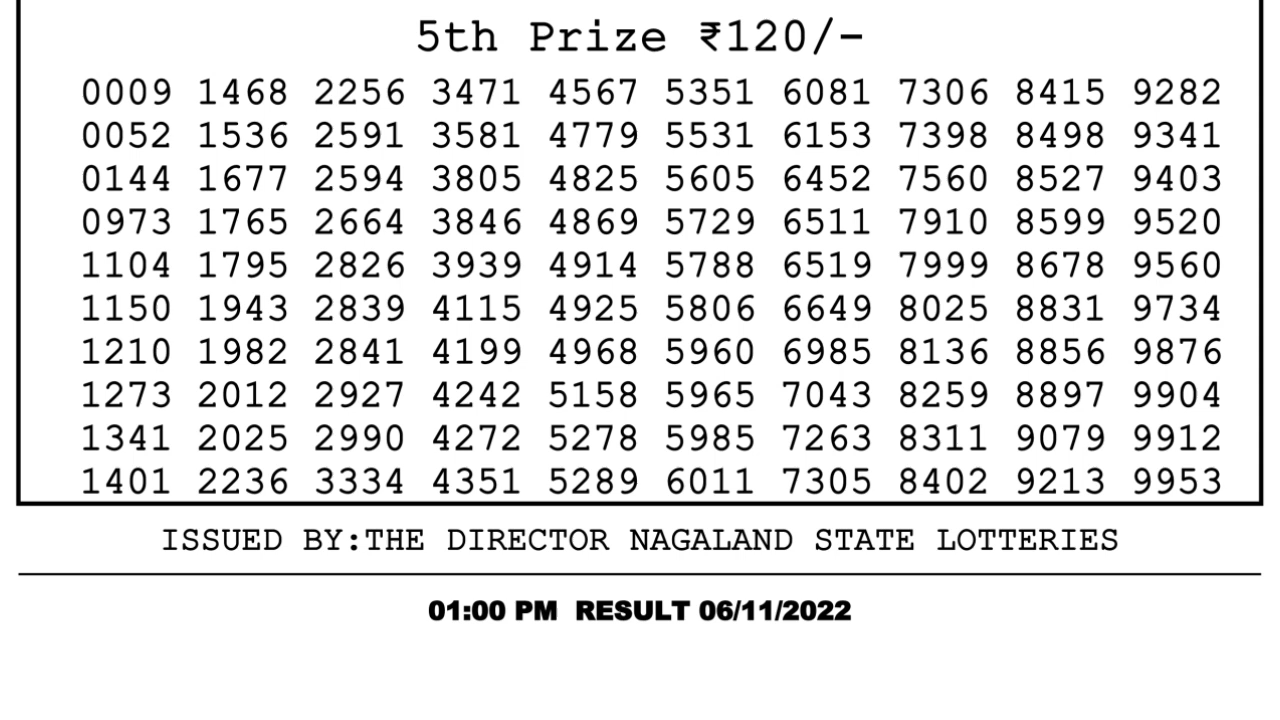 5th Prize ₹120/-
0009 1468 2256 3471 4567 5351 6081 7306 8415 9282
0052 1536 2591 3581 4779 5531 6153 7398 8498 9341
0144 1677 2594 3805 4825 5605 6452 7560 8527 9403
0973 1765 2664 3846 4869 5729 6511 7910 8599 9520
1104 1795 2826 3939 4914 5788 6519 7999 8678 9560
1150 1943 2839 4115 4925 5806 6649 8025 8831 9734
1210 1982 2841 4199 4968 5960 6985 8136 8856 9876
1273 2012 2927 4242 5158 5965 7043 8259 8897 9904
1341 2025 2990 4272 5278 5985 7263 8311 9079 9912
1401 2236 3334 4351 5289 6011 7305 8402 9213 9953
ISSUED BY:THE DIRECTOR NAGALAND STATE LOTTERIES
01:00 PM RESULT 06/11/2022